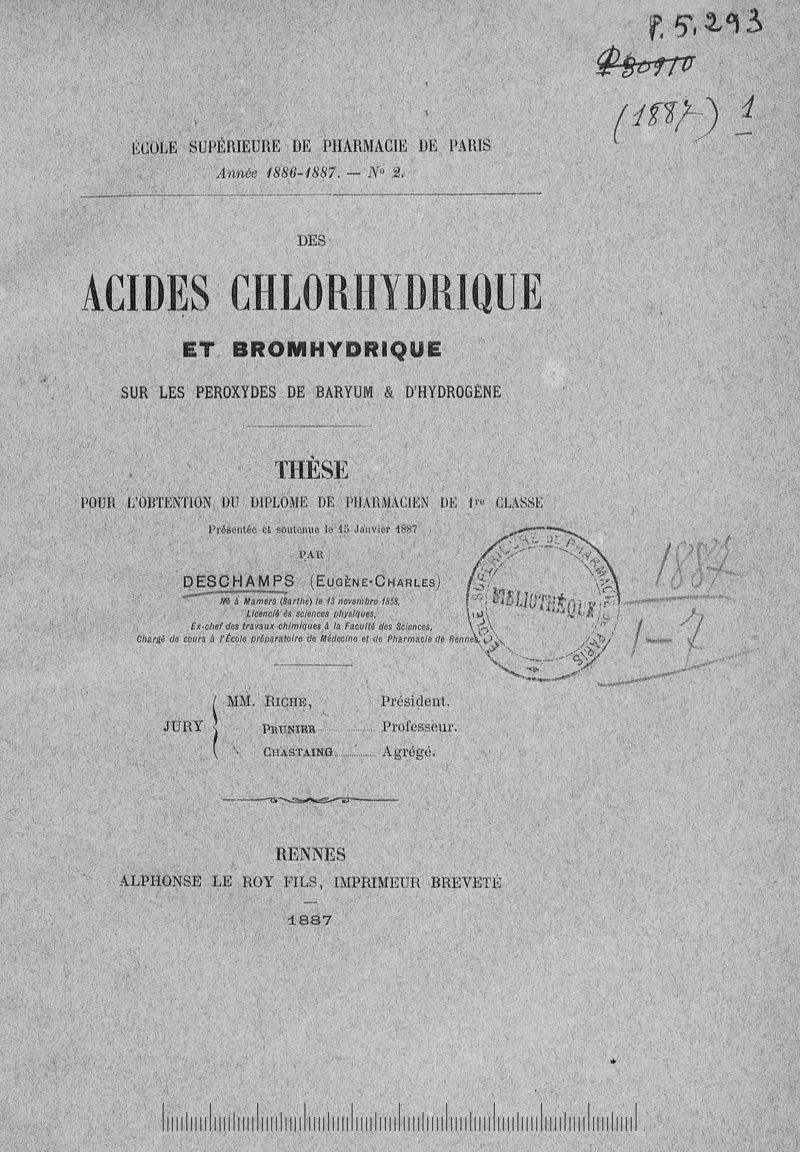 P. 5.293
P 30910
(1887) 1
ÉCOLE SUPÉRIEURE DE PHARMACIE DE PARIS
Année 1886-1887. — No 2.
DES
ACIDES CHLORHYDRIQUE
ET BROMHYDRIQUE
SUR LES PEROXYDES DE BARYUM & D'HYDROGÈNE
THÈSE
POUR L'OBTENTION DU DIPLOME DE PHARMACIEN DE 1re CLASSE
Présentée et soutenue le 15 Janvier 1887
PAR
DESCHAMPS (EUGÈNE-CHARLES)
Né à Mamers (Sarthe) le 13 novembre 1858,
Licencié ès sciences physiques,
Ex-chef des travaux chimiques à la Faculté des Sciences,
Chargé de cours à l'École préparatoire de Médecine et de Pharmacie de Rennes.
ÉCOLE SUPÉRIEURE DE PHARMACIE de PARIS
BIBLIOTHÈQUE
1887
1-7
JURY
MM. RICHE, Président.
PRUNIER Professeur.
CHASTAING Agrégé.
RENNES
ALPHONSE LE ROY FILS, IMPRIMEUR BREVETÉ
1887